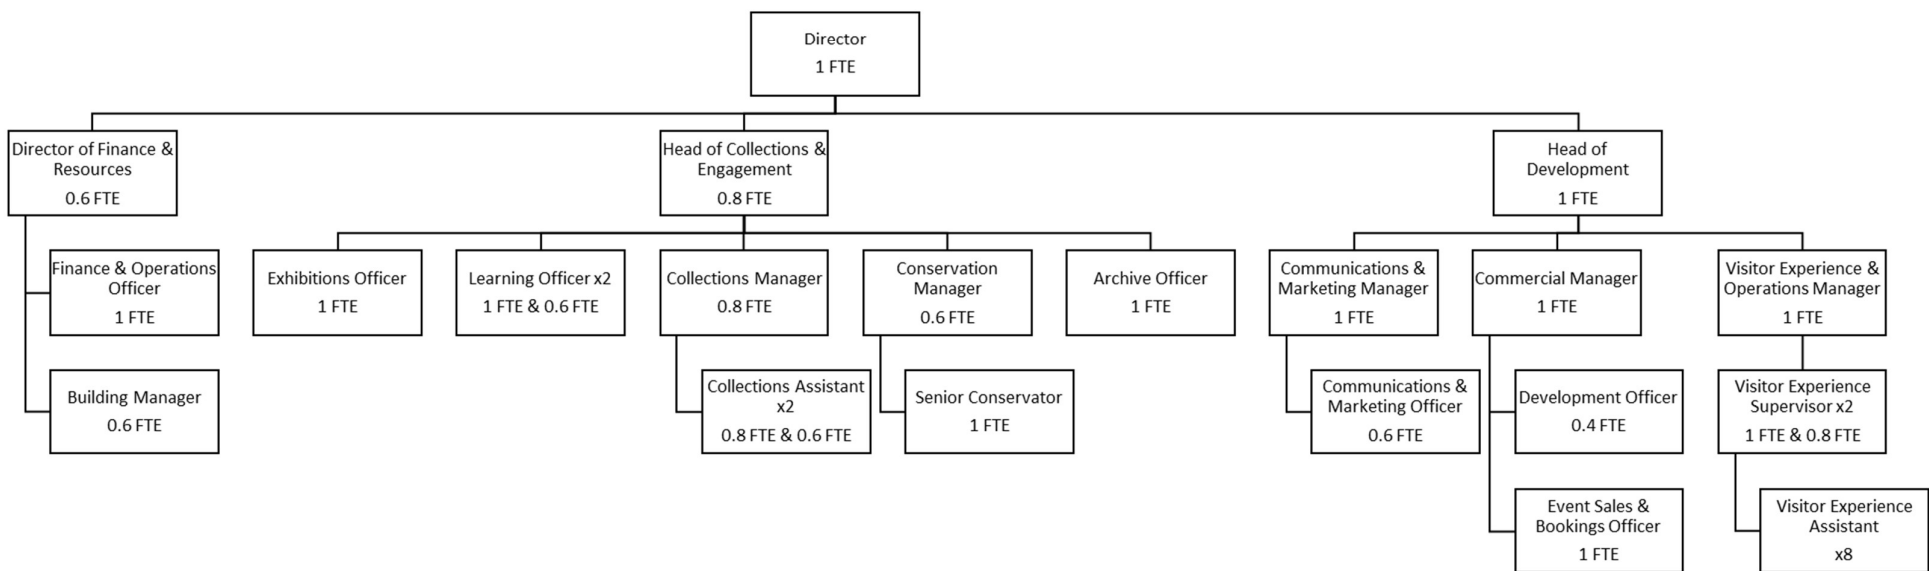 Director
1 FTE
Director of Finance &
Resources
0.6 FTE
Head of Collections &
Engagement
0.8 FTE
Head of
Development
1 FTE
Finance & Operations
Officer
1 FTE
Exhibitions Officer
1 FTE
Learning Officer x2
1 FTE & 0.6 FTE
Collections Manager
0.8 FTE
Conservation
Manager
0.6 FTE
Archive Officer
1 FTE
Communications &
Marketing Manager
1 FTE
Commercial Manager
1 FTE
Visitor Experience &
Operations Manager
1 FTE
Building Manager
0.6 FTE
Collections Assistant
x2
0.8 FTE & 0.6 FTE
Senior Conservator
1 FTE
Communications &
Marketing Officer
0.6 FTE
Development Officer
0.4 FTE
Visitor Experience
Supervisor x2
1 FTE & 0.8 FTE
Event Sales &
Bookings Officer
1 FTE
Visitor Experience
Assistant
x8